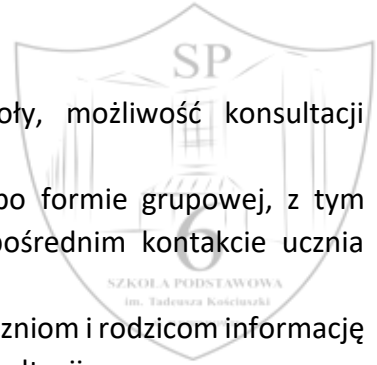 SP
oły, możliwość konsultacji
po formie grupowej, z tym
pośrednim kontakcie ucznia
6
SZKOŁA PODSTAWOWA
im. Tadeusza Kościuszki
zniom i rodzicom informację